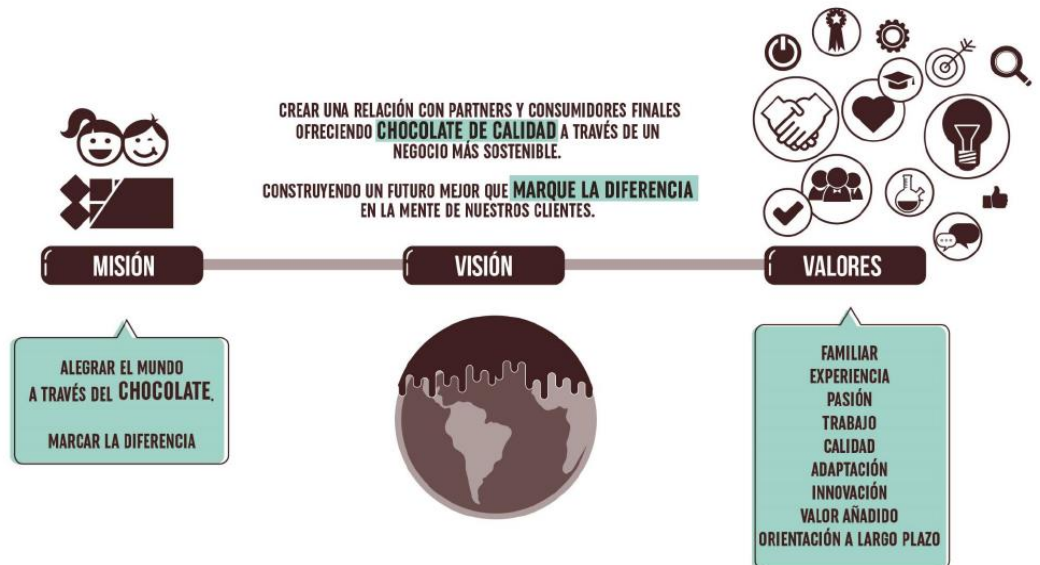 CREAR UNA RELACIÓN CON PARTNERS Y CONSUMIDORES FINALES
OFRECIENDO CHOCOLATE DE CALIDAD A TRAVÉS DE UN
NEGOCIO MÁS SOSTENIBLE.
CONSTRUYENDO UN FUTURO MEJOR QUE MARQUE LA DIFERENCIA
EN LA MENTE DE NUESTROS CLIENTES.
MISIÓN
VISIÓN
VALORES
ALEGRAR EL MUNDO
A TRAVÉS DEL CHOCOLATE.
MARCAR LA DIFERENCIA
FAMILIAR
EXPERIENCIA
PASIÓN
TRABAJO
CALIDAD
ADAPTACIÓN
INNOVACIÓN
VALOR AÑADIDO
ORIENTACIÓN A LARGO PLAZO